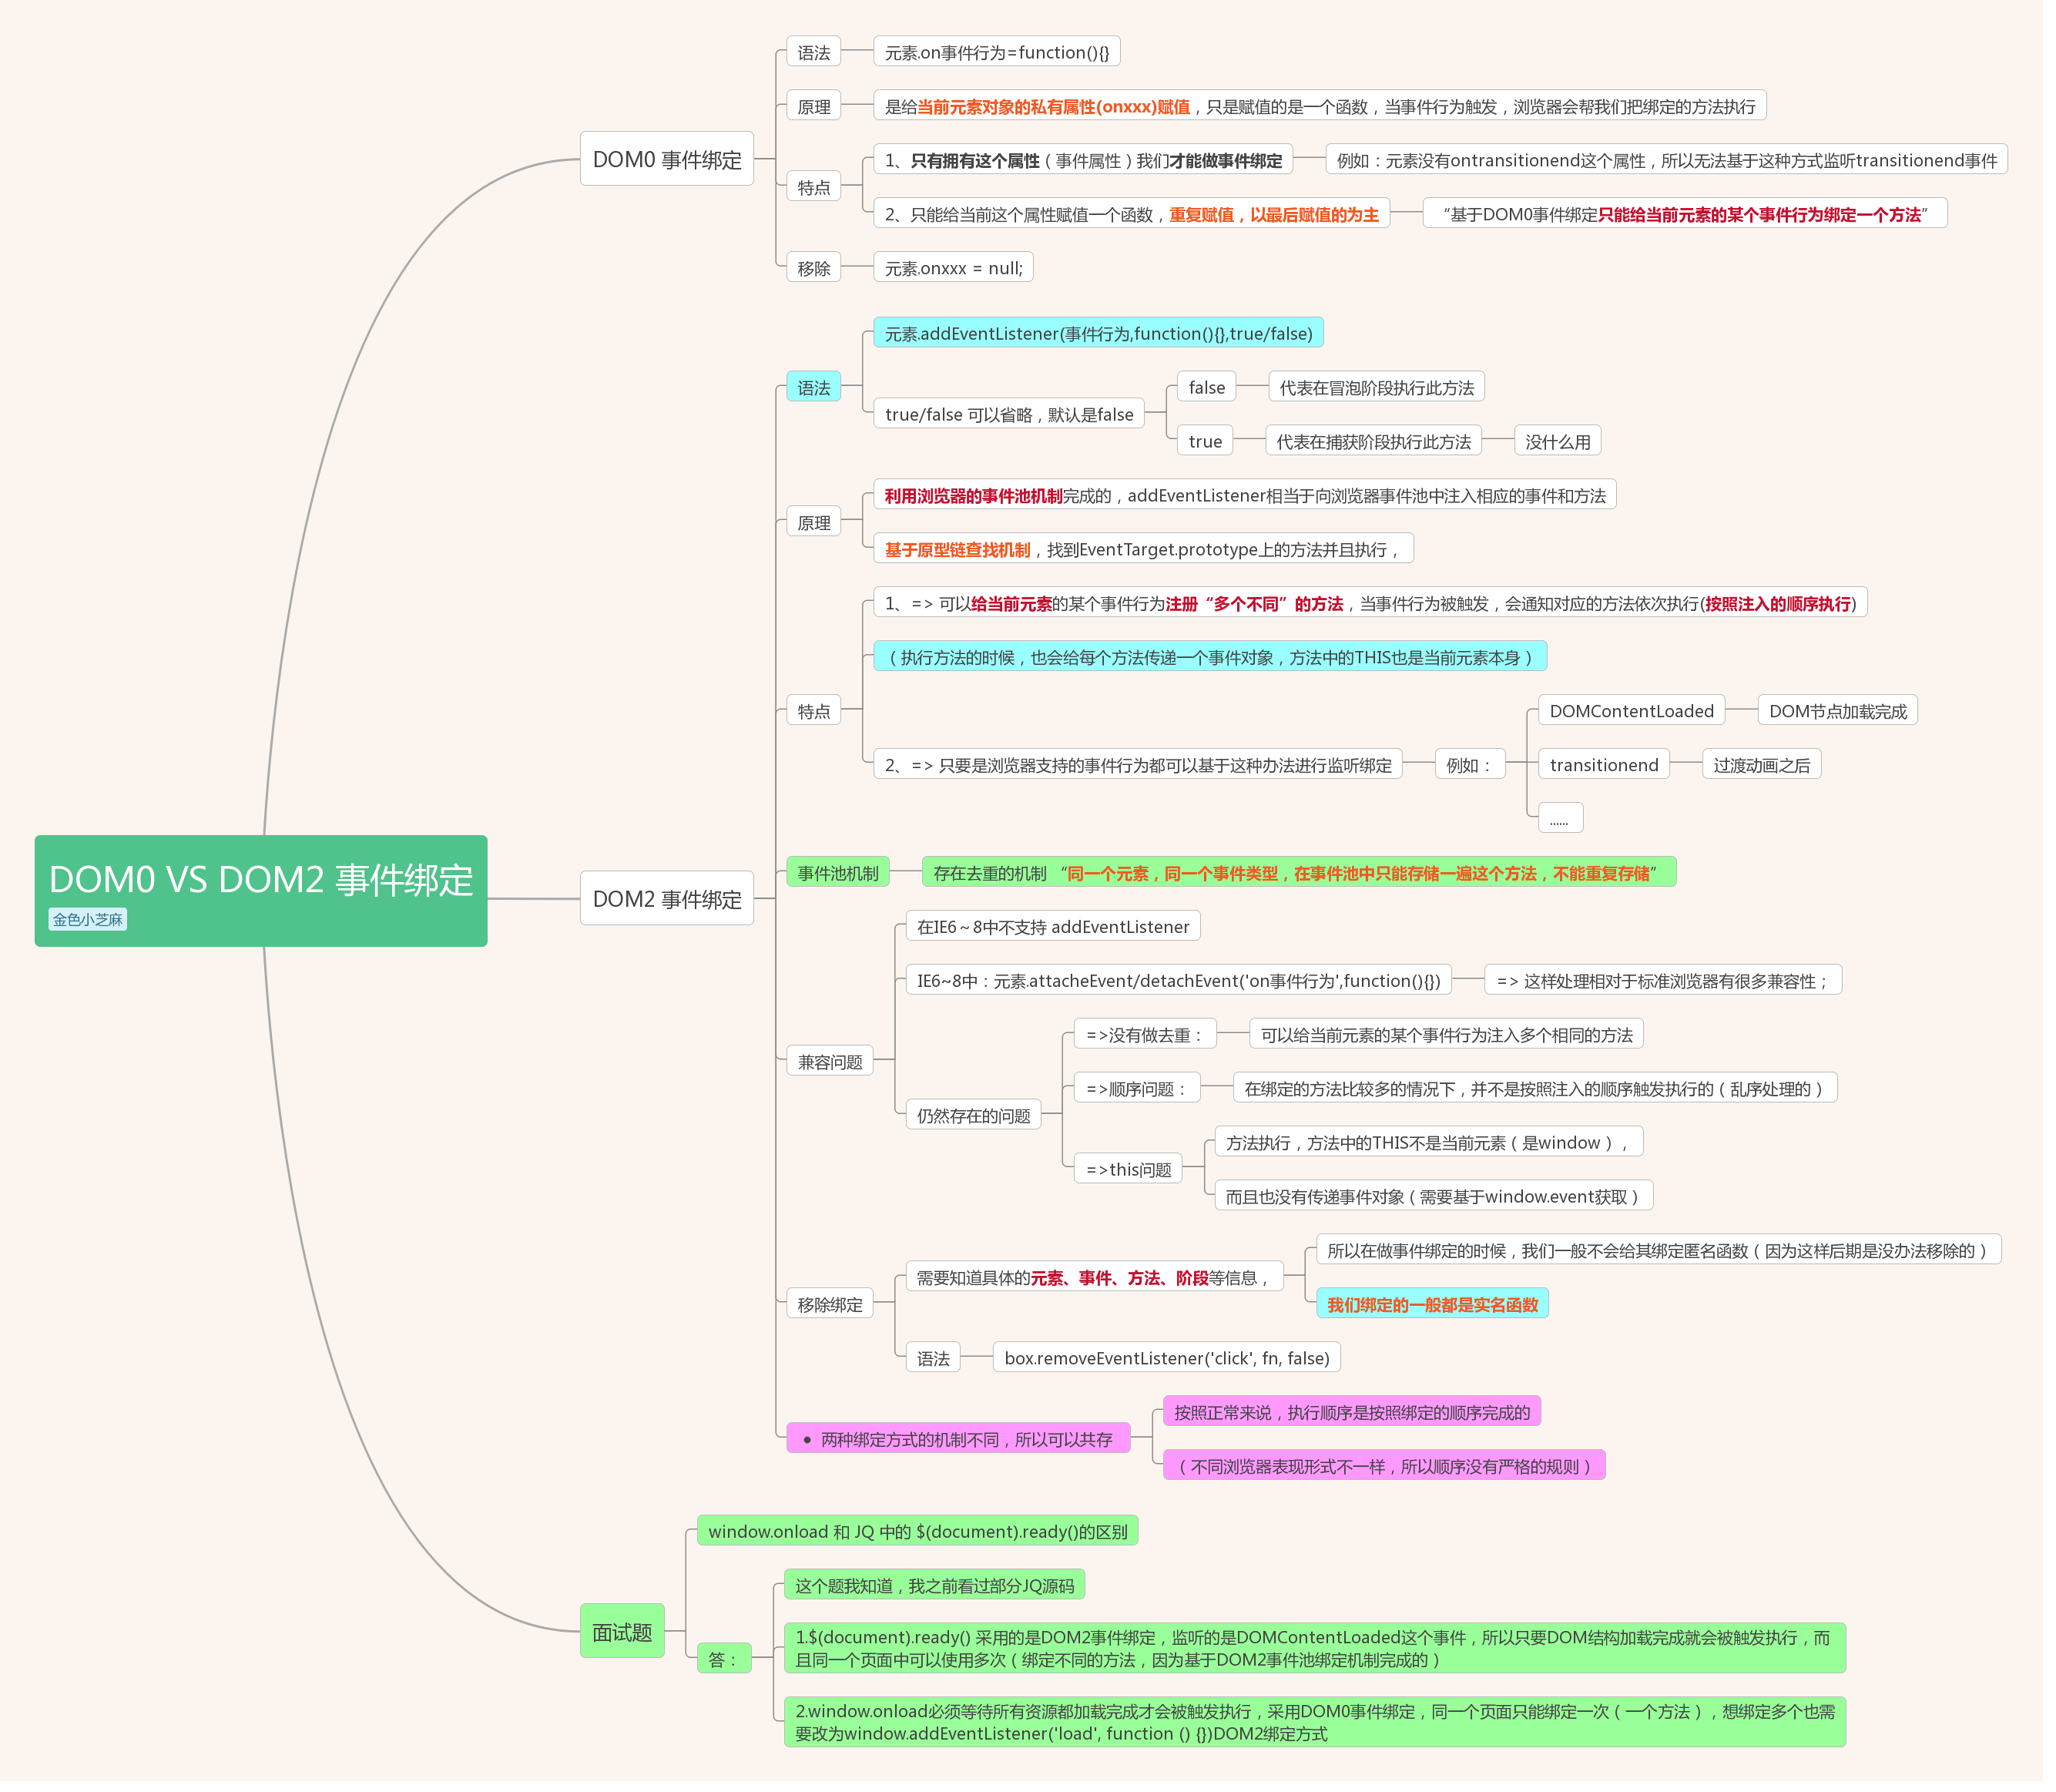 DOM0 VS DOM2 事件绑定
金色小芝麻
DOM0 事件绑定
语法
元素.on事件行为=function(){}
原理
是给当前元素对象的私有属性(onxxx)赋值，只是赋值的是一个函数，当事件行为触发，浏览器会帮我们把绑定的方法执行
特点
1、只有拥有这个属性（事件属性）我们才能做事件绑定
例如：元素没有ontransitionend这个属性，所以无法基于这种方式监听transitionend事件
2、只能给当前这个属性赋值一个函数，重复赋值，以最后赋值的为主
“基于DOM0事件绑定只能给当前元素的某个事件行为绑定一个方法”
移除
元素.onxxx = null;
DOM2 事件绑定
语法
元素.addEventListener(事件行为,function(){},true/false)
true/false 可以省略，默认是false
false
代表在冒泡阶段执行此方法
true
代表在捕获阶段执行此方法
没什么用
原理
利用浏览器的事件池机制完成的，addEventListener相当于向浏览器事件池中注入相应的事件和方法
基于原型链查找机制，找到EventTarget.prototype上的方法并且执行，
特点
1、=> 可以给当前元素的某个事件行为注册“多个不同”的方法，当事件行为被触发，会通知对应的方法依次执行(按照注入的顺序执行)
（执行方法的时候，也会给每个方法传递一个事件对象，方法中的THIS也是当前元素本身）
2、=> 只要是浏览器支持的事件行为都可以基于这种办法进行监听绑定
例如：
DOMContentLoaded
DOM节点加载完成
transitionend
过渡动画之后
......
事件池机制
存在去重的机制 “同一个元素，同一个事件类型，在事件池中只能存储一遍这个方法，不能重复存储”
兼容问题
在IE6～8中不支持 addEventListener
IE6~8中：元素.attacheEvent/detachEvent('on事件行为',function(){})
=> 这样处理相对于标准浏览器有很多兼容性；
仍然存在的问题
=>没有做去重：
可以给当前元素的某个事件行为注入多个相同的方法
=>顺序问题：
在绑定的方法比较多的情况下，并不是按照注入的顺序触发执行的（乱序处理的）
=>this问题
方法执行，方法中的THIS不是当前元素（是window），
而且也没有传递事件对象（需要基于window.event获取）
移除绑定
需要知道具体的元素、事件、方法、阶段等信息，
所以在做事件绑定的时候，我们一般不会给其绑定匿名函数（因为这样后期是没办法移除的）
我们绑定的一般都是实名函数
语法
box.removeEventListener('click', fn, false)
• 两种绑定方式的机制不同，所以可以共存
按照正常来说，执行顺序是按照绑定的顺序完成的
（不同浏览器表现形式不一样，所以顺序没有严格的规则）
面试题
window.onload 和 JQ 中的 $(document).ready()的区别
答：
这个题我知道，我之前看过部分JQ源码
1.$(document).ready() 采用的是DOM2事件绑定，监听的是DOMContentLoaded这个事件，所以只要DOM结构加载完成就会被触发执行，而
且同一个页面中可以使用多次（绑定不同的方法，因为基于DOM2事件池绑定机制完成的）
2.window.onload必须等待所有资源都加载完成才会被触发执行，采用DOM0事件绑定，同一个页面只能绑定一次（一个方法），想绑定多个也需
要改为window.addEventListener('load', function () {})DOM2绑定方式